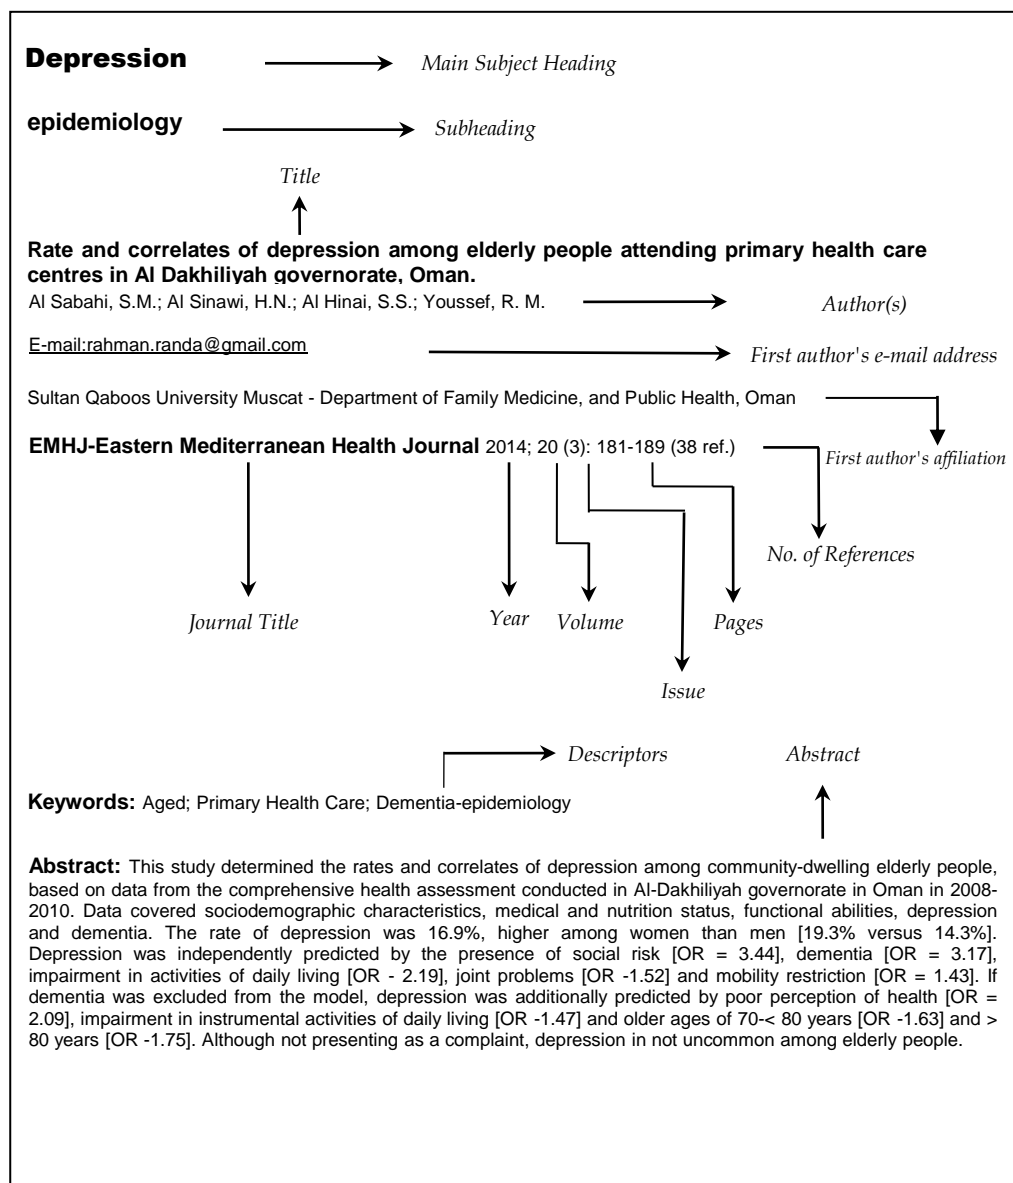 Depression
Main Subject Heading
epidemiology
Subheading
Title
Rate and correlates of depression among elderly people attending primary health care
centres in Al Dakhiliyah governorate, Oman.
Al Sabahi, S.M.; Al Sinawi, H.N.; Al Hinai, S.S.; Youssef, R. M.
Author(s)
E-mail:rahman.randa@gmail.com
First author's e-mail address
Sultan Qaboos University Muscat - Department of Family Medicine, and Public Health, Oman
EMHJ-Eastern Mediterranean Health Journal 2014; 20 (3): 181-189 (38 ref.)
First author's affiliation
No. of References
Journal Title
Year
Volume
Pages
Issue
Descriptors
Abstract
Keywords: Aged; Primary Health Care; Dementia-epidemiology
Abstract: This study determined the rates and correlates of depression among community-dwelling elderly people,
based on data from the comprehensive health assessment conducted in Al-Dakhiliyah governorate in Oman in 2008-
2010. Data covered sociodemographic characteristics, medical and nutrition status, functional abilities, depression
and dementia. The rate of depression was 16.9%, higher among women than men [19.3% versus 14.3%].
Depression was independently predicted by the presence of social risk [OR = 3.44], dementia [OR = 3.17],
impairment in activities of daily living [OR - 2.19], joint problems [OR -1.52] and mobility restriction [OR = 1.43]. If
dementia was excluded from the model, depression was additionally predicted by poor perception of health [OR =
2.09], impairment in instrumental activities of daily living [OR -1.47] and older ages of 70-< 80 years [OR -1.63] and >
80 years [OR -1.75]. Although not presenting as a complaint, depression in not uncommon among elderly people.